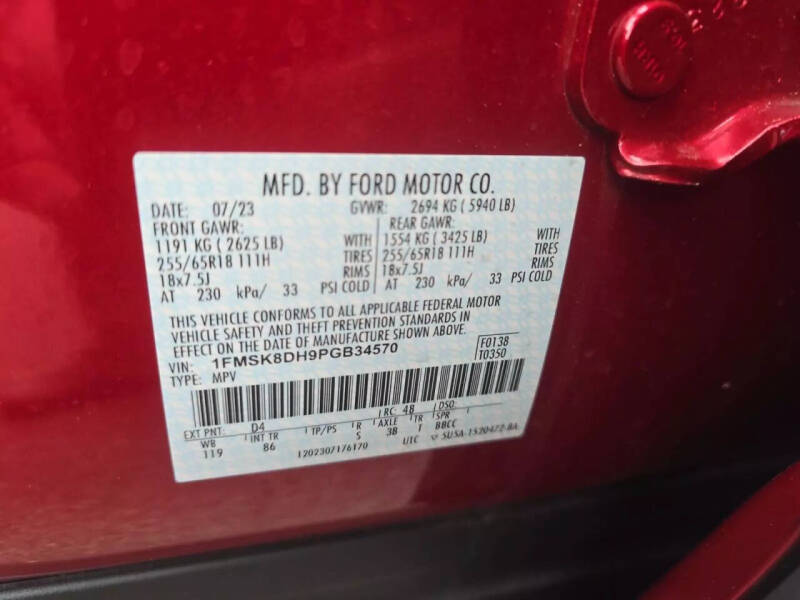 MFD. BY FORD MOTOR CO.
DATE: 07/23 GVWR: 2694 KG ( 5940 LB)
FRONT GAWR: REAR GAWR:
1191 KG ( 2625 LB) WITH 1554 KG ( 3425 LB) WITH
255/65R18 111H TIRES 255/65R18 111H TIRES
18x7.5J RIMS 18x7.5J RIMS
AT 230 kPa/ 33 PSI COLD AT 230 kPa/ 33 PSI COLD
THIS VEHICLE CONFORMS TO ALL APPLICABLE FEDERAL MOTOR
VEHICLE SAFETY AND THEFT PREVENTION STANDARDS IN
EFFECT ON THE DATE OF MANUFACTURE SHOWN ABOVE.
VIN: 1FMSK8DH9PGB34570 F0138
TYPE: MPV T0350
EXT PNT: D4 RC: 48 DSO:
WB INT TR TP/PS R AXLE TR SPR
119 86 S 3B T BBCC
1202307176170 UTC